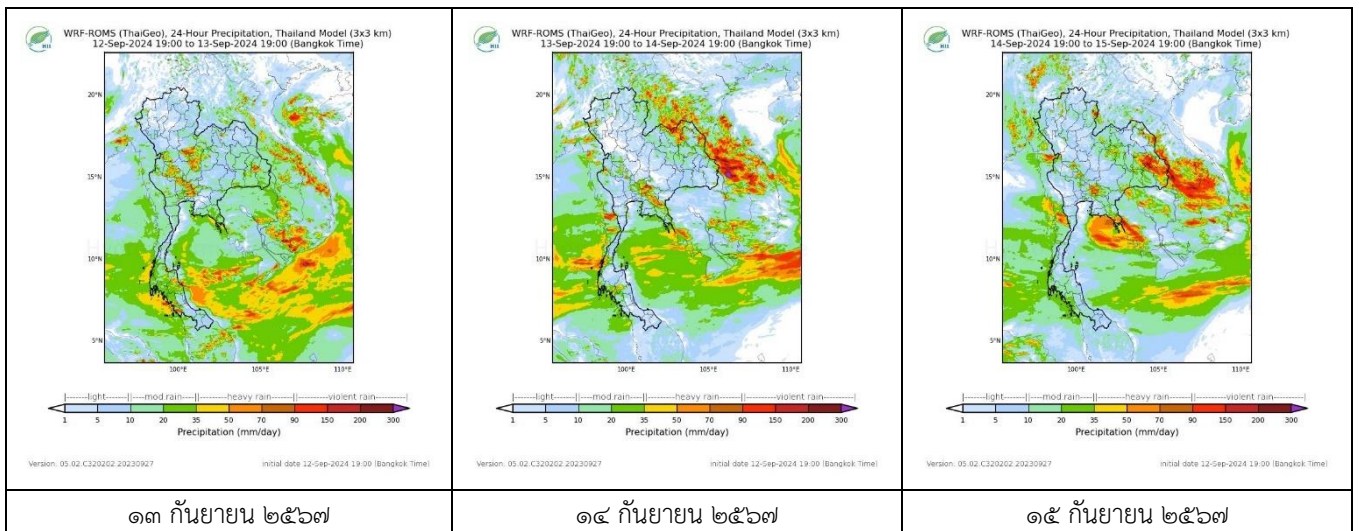 WRF-ROMS (ThaiGeo), 24-Hour Precipitation, Thailand Model (3x3 km)
12-Sep-2024 19:00 to 13-Sep-2024 19:00 (Bangkok Time)
20°N
15°N
10°N
5°N
100°E 105°E 110°E
|-------light-------||----mod rain-----||-------heavy rain-------||------violent rain-----|
1 5 10 20 35 50 70 90 150 200 300
Precipitation (mm/day)
Version: 05.02.C320202.20230927 initial date 12-Sep-2024 19:00 (Bangkok Time)
๑๓ กันยายน ๒๕๖๗
WRF-ROMS (ThaiGeo), 24-Hour Precipitation, Thailand Model (3x3 km)
13-Sep-2024 19:00 to 14-Sep-2024 19:00 (Bangkok Time)
20°N
15°N
10°N
5°N
100°E 105°E 110°E
|-------light-------||----mod rain-----||-------heavy rain-------||------violent rain-----|
1 5 10 20 35 50 70 90 150 200 300
Precipitation (mm/day)
Version: 05.02.C320202.20230927 initial date 12-Sep-2024 19:00 (Bangkok Time)
๑๔ กันยายน ๒๕๖๗
WRF-ROMS (ThaiGeo), 24-Hour Precipitation, Thailand Model (3x3 km)
14-Sep-2024 19:00 to 15-Sep-2024 19:00 (Bangkok Time)
20°N
15°N
10°N
5°N
100°E 105°E 110°E
|-------light-------||----mod rain-----||-------heavy rain-------||------violent rain-----|
1 5 10 20 35 50 70 90 150 200 300
Precipitation (mm/day)
Version: 05.02.C320202.20230927 initial date 12-Sep-2024 19:00 (Bangkok Time)
๑๕ กันยายน ๒๕๖๗